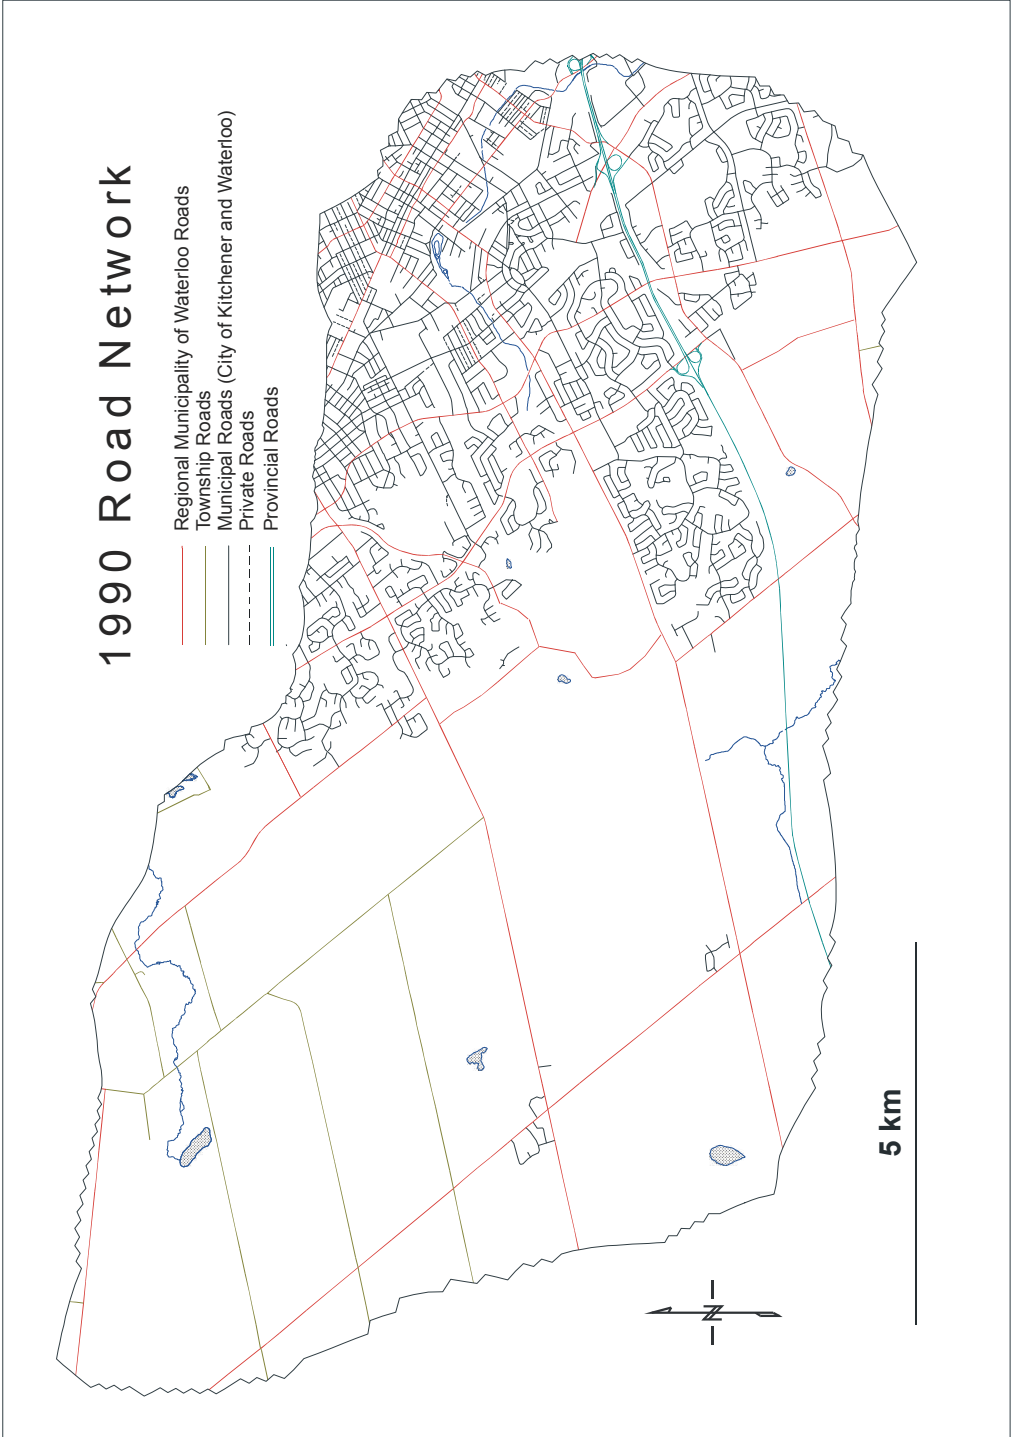 1990 Road Network
Regional Municipality of Waterloo Roads
Township Roads
Municipal Roads (City of Kitchener and Waterloo)
Private Roads
Provincial Roads
5 km
N